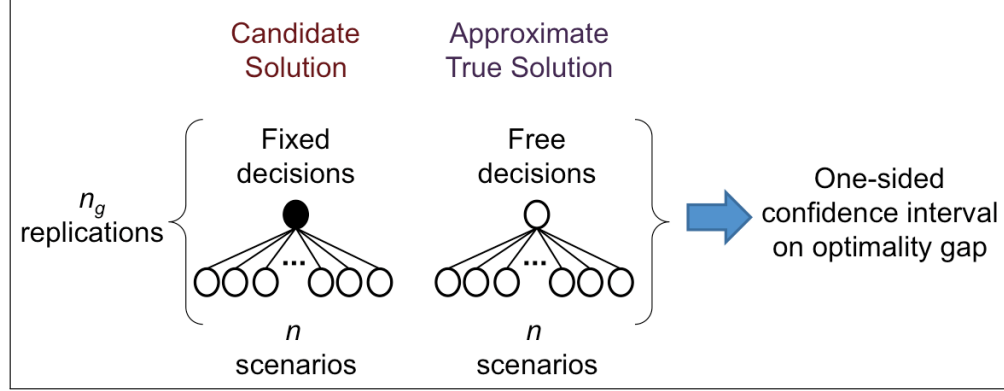 Candidate
Solution
Approximate
True Solution
Fixed
decisions
Free
decisions
n_g
replications
...
...
One-sided
confidence interval
on optimality gap
n
scenarios
n
scenarios